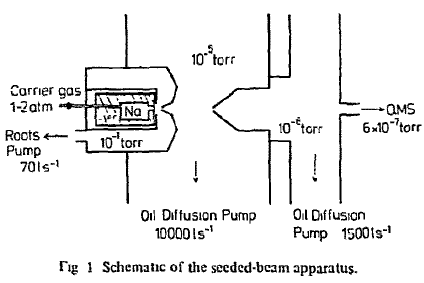 10⁻⁵ torr
Carrier gas
1-2atm
Na
Roots
Pump
70 l s⁻¹
10⁻¹ torr
10⁻⁶ torr
QMS
6×10⁻⁷ torr
Oil Diffusion Pump
10000 l s⁻¹
Oil Diffusion
Pump 1500 l s⁻¹
Fig 1 Schematic of the seeded-beam apparatus.